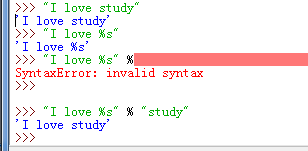 >>> "I love study"
'I love study'
>>> "I love %s"
'I love %s'
>>> "I love %s" %
SyntaxError: invalid syntax
>>>
>>> "I love %s" % "study"
'I love study'
>>>